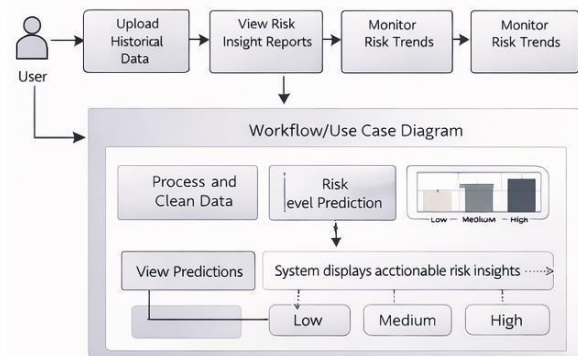 Upload
Historical
Data
View Risk
Insight Reports
Monitor
Risk Trends
Monitor
Risk Trends
User
Workflow/Use Case Diagram
Process and
Clean Data
Risk
evel Prediction
Low
Medium
High
View Predictions
System displays acctionable risk insights
Low
Medium
High